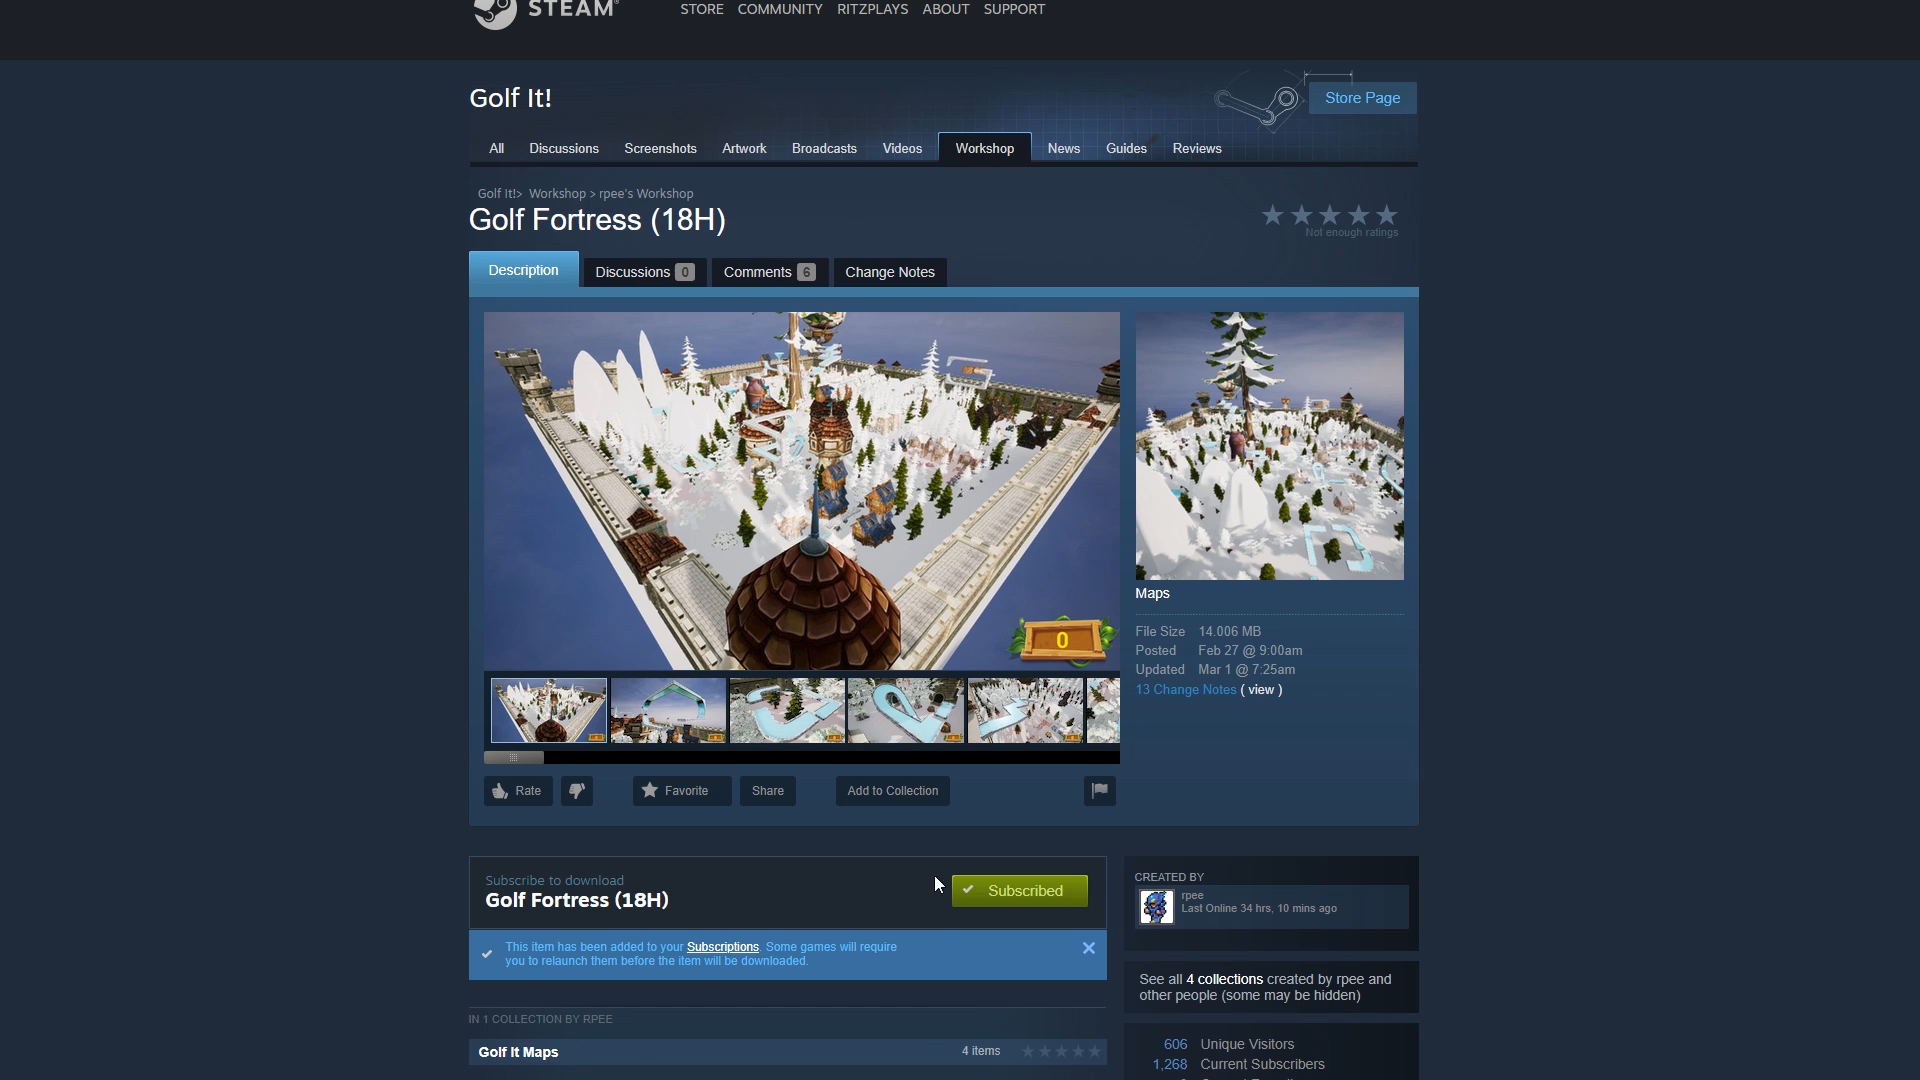 STEAM®
STORE COMMUNITY RITZPLAYS ABOUT SUPPORT
Golf It!
Store Page
All Discussions Screenshots Artwork Broadcasts Videos Workshop News Guides Reviews
Golf It!> Workshop > rpee's Workshop
Golf Fortress (18H)
Not enough ratings
Description Discussions 0 Comments 6 Change Notes
0
Maps
File Size 14.006 MB
Posted Feb 27 @ 9:00am
Updated Mar 1 @ 7:25am
13 Change Notes ( view )
Rate Favorite Share Add to Collection
Subscribe to download
Golf Fortress (18H)
Subscribed
This item has been added to your Subscriptions. Some games will require
you to relaunch them before the item will be downloaded.
CREATED BY
rpee
Last Online 34 hrs, 10 mins ago
See all 4 collections created by rpee and
other people (some may be hidden)
IN 1 COLLECTION BY RPEE
Golf It Maps 4 items
606 Unique Visitors
1,268 Current Subscribers